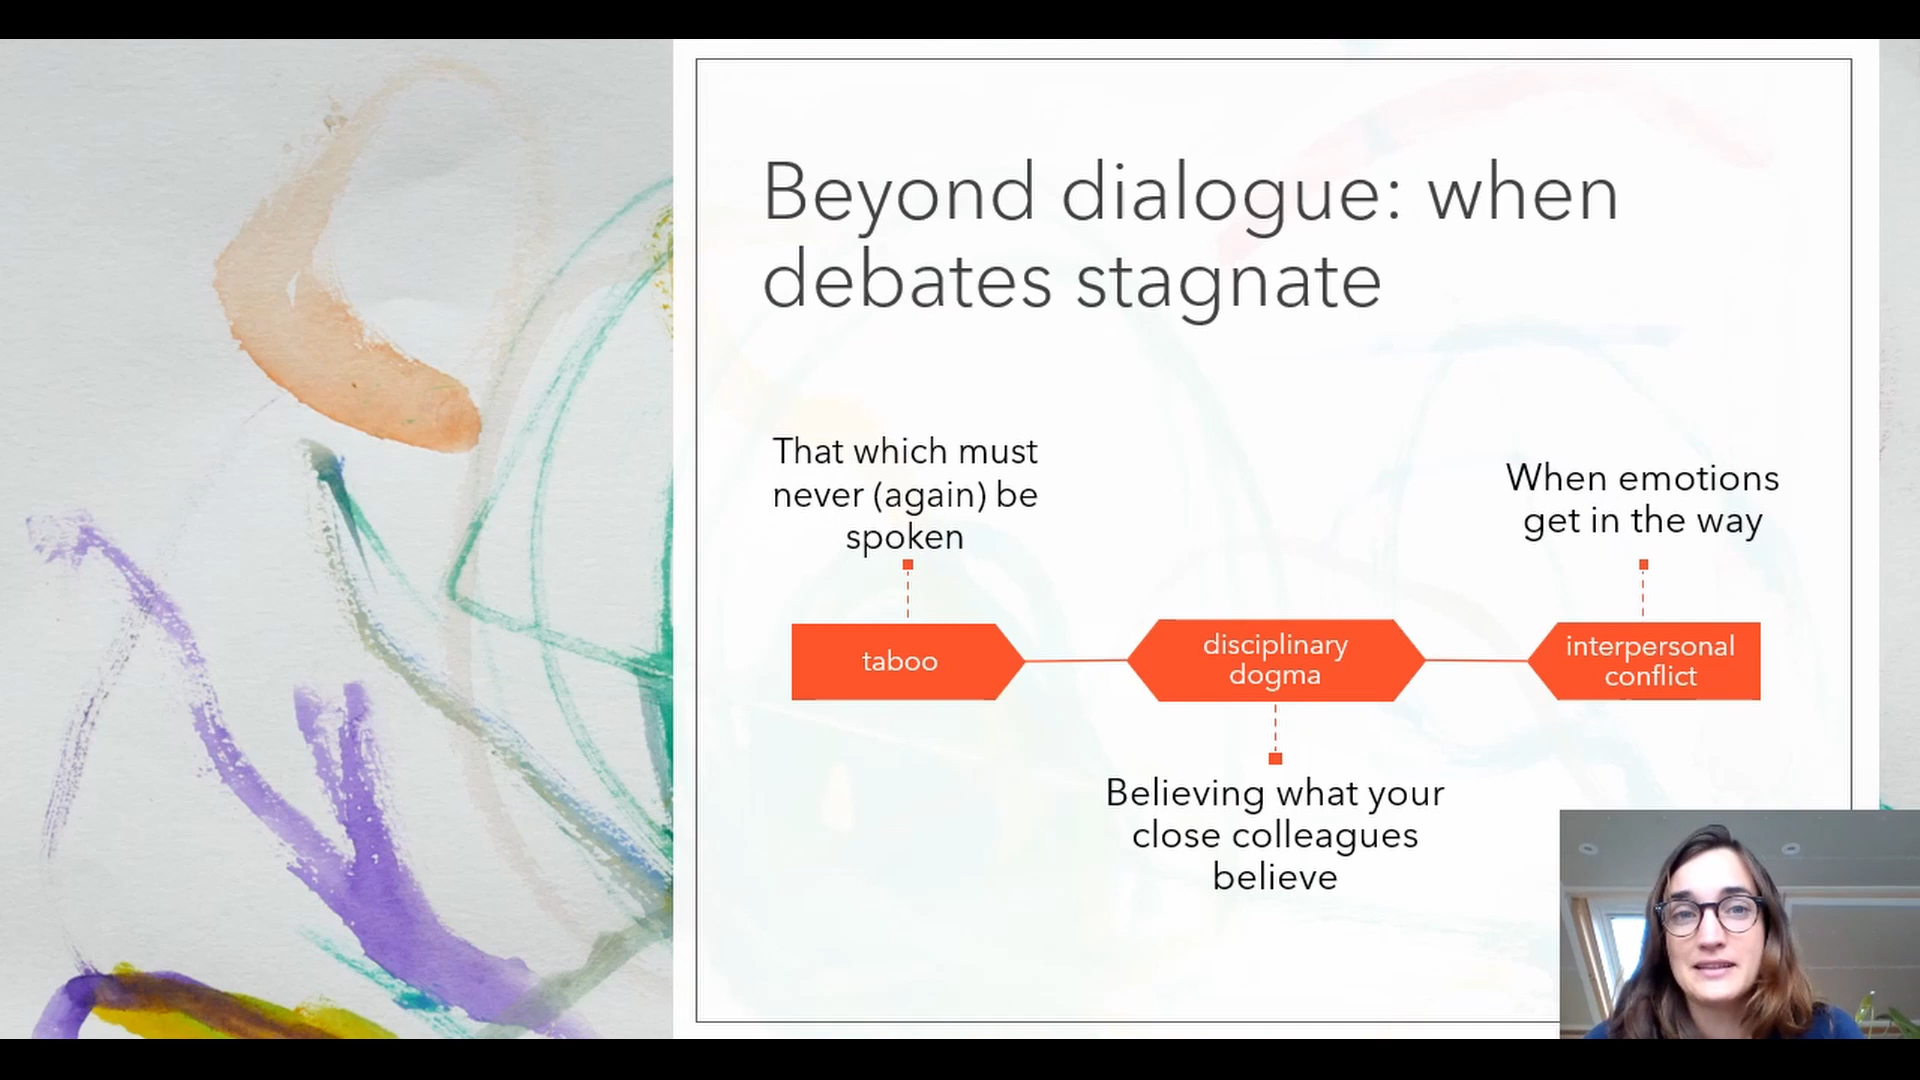 Beyond dialogue: when
debates stagnate
That which must
never (again) be
spoken
When emotions
get in the way
taboo
disciplinary
dogma
interpersonal
conflict
Believing what your
close colleagues
believe